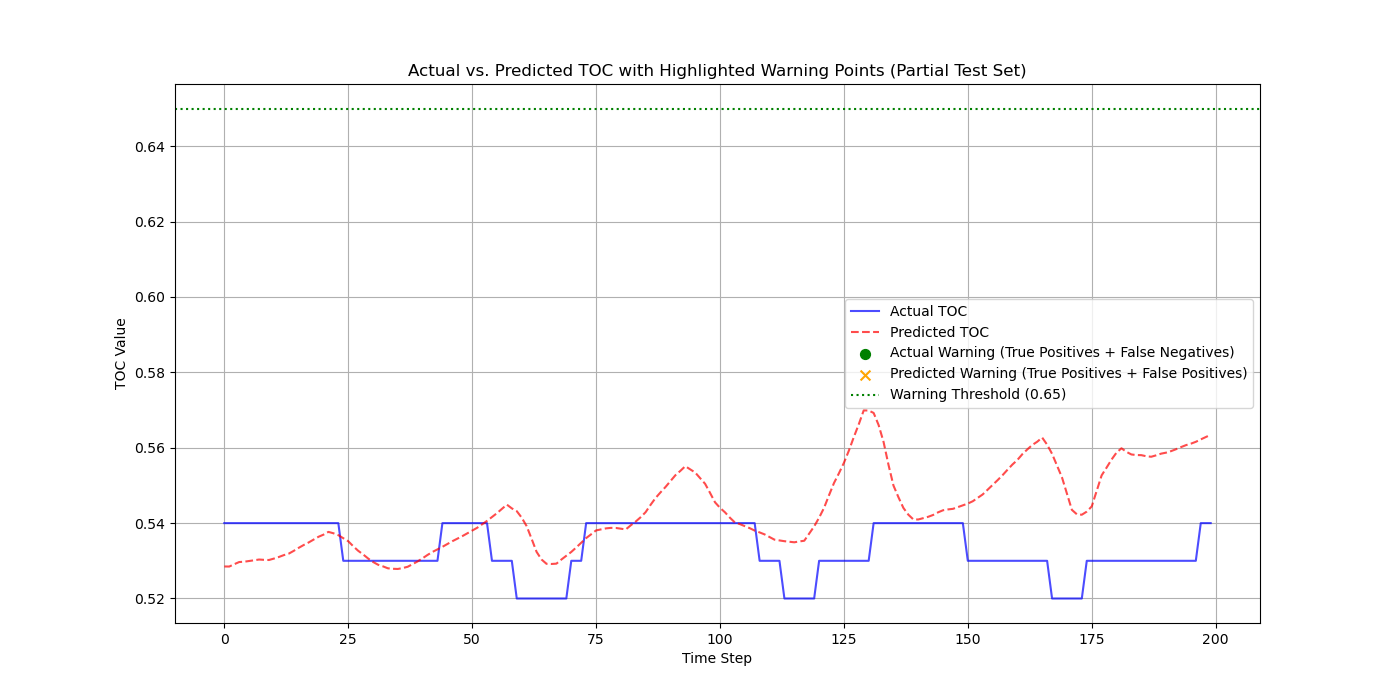 Actual vs. Predicted TOC with Highlighted Warning Points (Partial Test Set)
TOC Value
0.64
0.62
0.60
0.58
0.56
0.54
0.52
Actual TOC
Predicted TOC
Actual Warning (True Positives + False Negatives)
Predicted Warning (True Positives + False Positives)
Warning Threshold (0.65)
0 25 50 75 100 125 150 175 200
Time Step